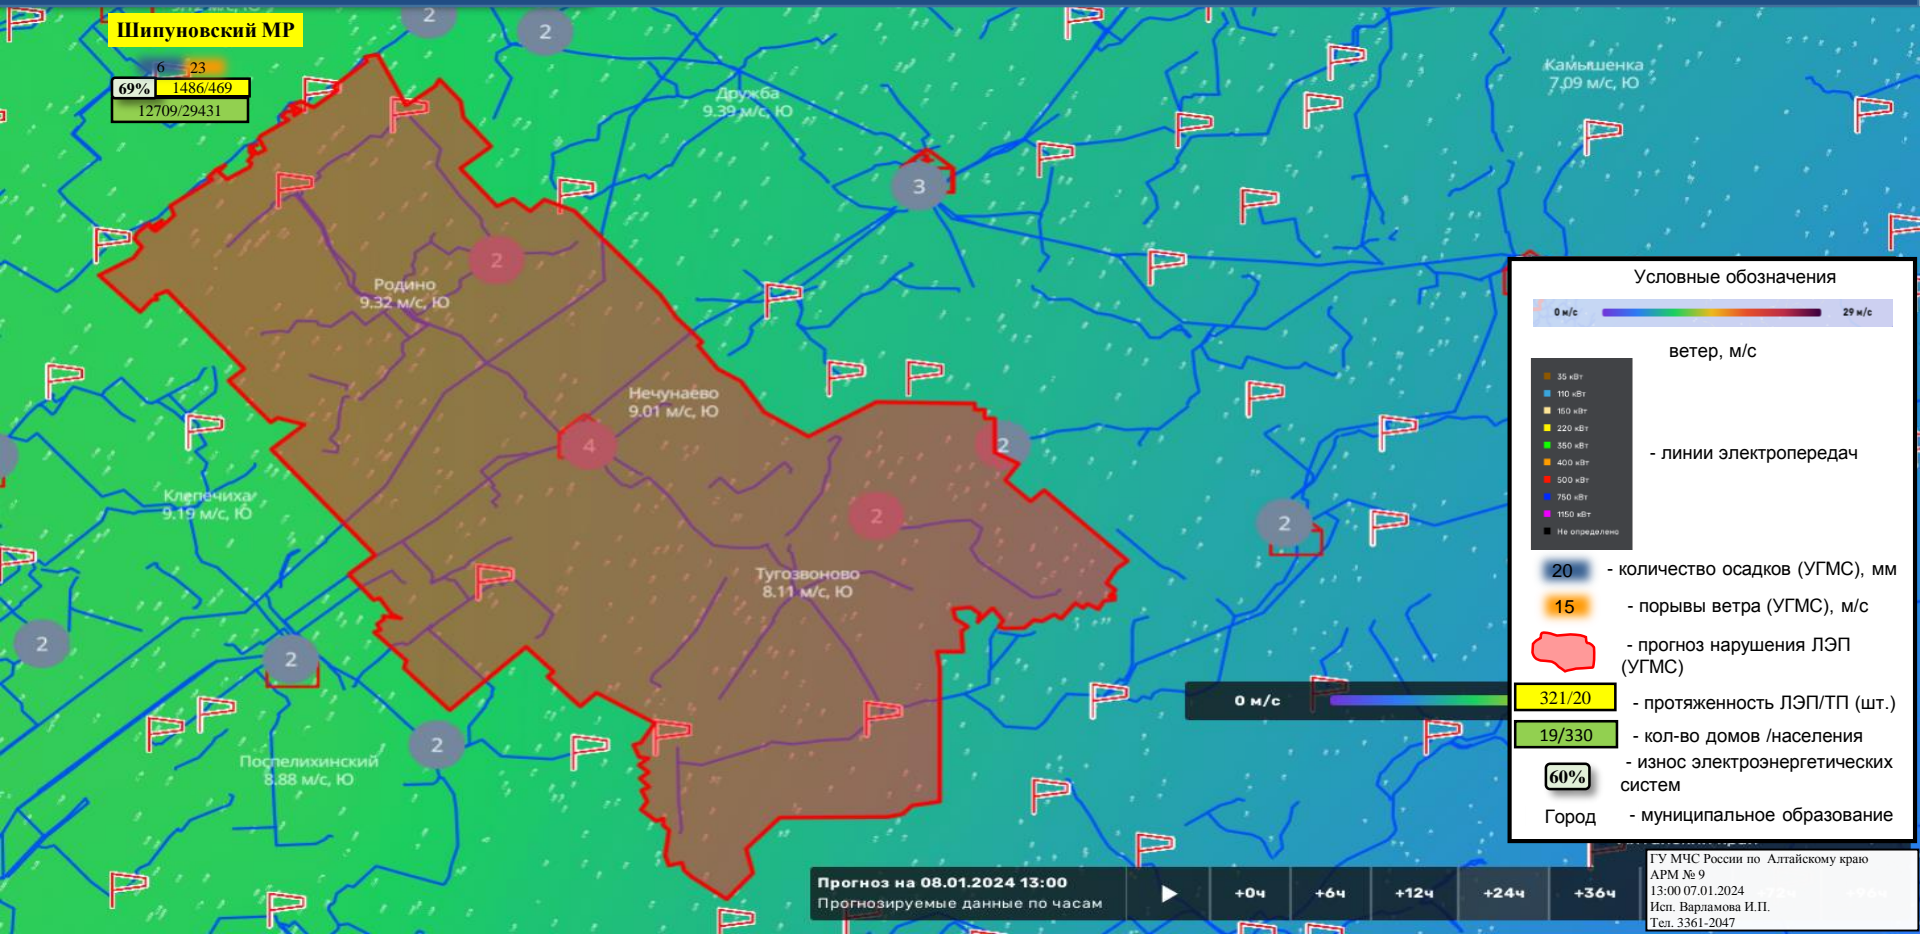 Шипуновский МР
6 23
69% 1486/469
12709/29431
2
2
Дружба
9.39 м/с, Ю
Камышенка
7.09 м/с, Ю
3
2
Родино
9.32 м/с, Ю
Нечунаево
9.01 м/с, Ю
4
2
Клепечиха
9.19 м/с, Ю
2
2
Тугозвоново
8.11 м/с, Ю
2
2
2
Поспелихинский
8.88 м/с, Ю
0 м/с
Условные обозначения
0 м/с 29 м/с
ветер, м/с
35 кВт
110 кВт
150 кВт
220 кВт
350 кВт
400 кВт
500 кВт
750 кВт
1150 кВт
Не определено
- линии электропередач
20 - количество осадков (УГМС), мм
15 - порывы ветра (УГМС), м/с
- прогноз нарушения ЛЭП
(УГМС)
321/20 - протяженность ЛЭП/ТП (шт.)
19/330 - кол-во домов /населения
60% - износ электроэнергетических
систем
Город - муниципальное образование
Прогноз на 08.01.2024 13:00
Прогнозируемые данные по часам
+0ч +6ч +12ч +24ч +36ч
ГУ МЧС России по Алтайскому краю
АРМ № 9
13:00 07.01.2024
Исп. Варламова И.П.
Тел. 3361-2047